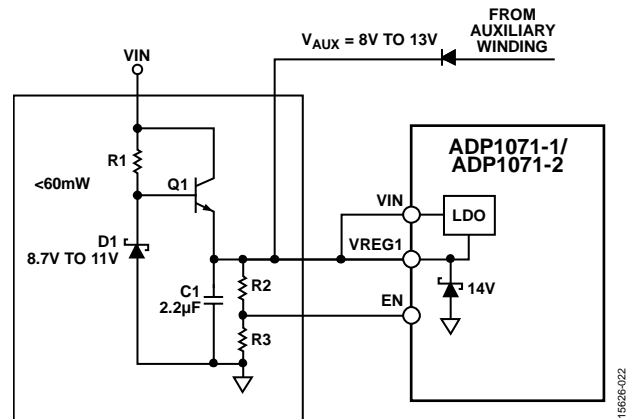 FROM
AUXILIARY
WINDING
VAUX = 8V TO 13V
VIN
ADP1071-1/
ADP1071-2
R1
<60mW
Q1
VIN
LDO
D1
8.7V TO 11V
VREG1
C1
2.2µF
R2
14V
EN
R3
15626-022